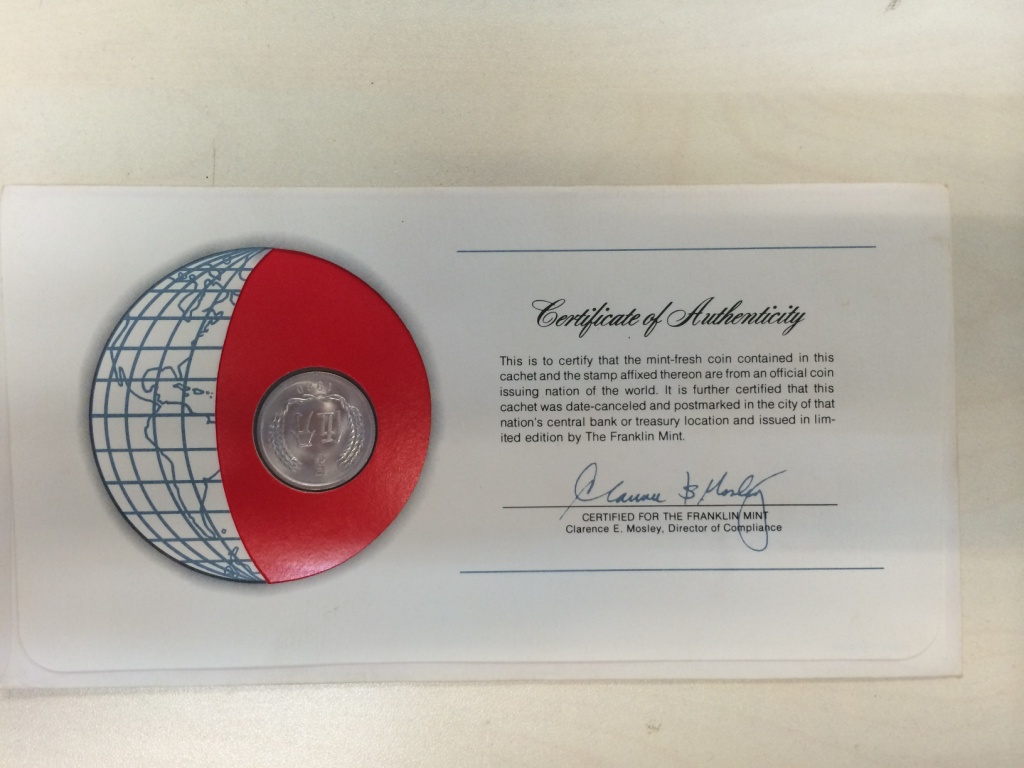 Certificate of Authenticity
This is to certify that the mint-fresh coin contained in this
cachet and the stamp affixed thereon are from an official coin
issuing nation of the world. It is further certified that this
cachet was date-canceled and postmarked in the city of that
nation's central bank or treasury location and issued in lim-
ited edition by The Franklin Mint.
CERTIFIED FOR THE FRANKLIN MINT
Clarence E. Mosley, Director of Compliance